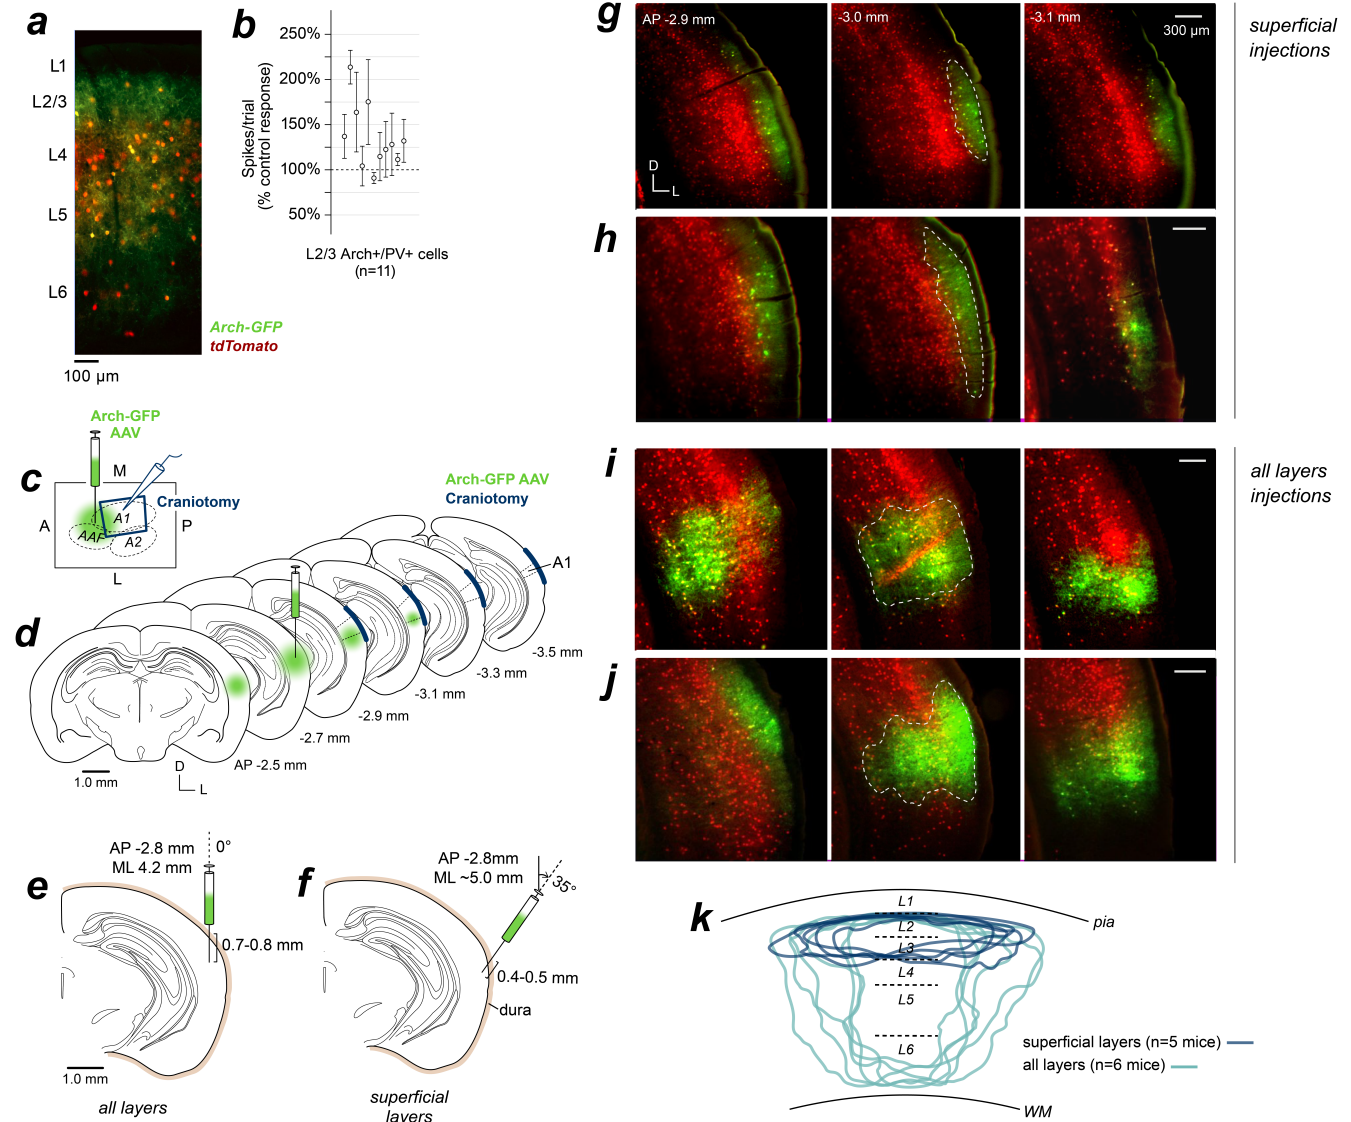 a
L1
L2/3
L4
L5
L6
Arch-GFP
tdTomato
100 µm
b
250%
200%
150%
100%
50%
Spikes/trial
(% control response)
L2/3 Arch+/PV+ cells
(n=11)
c
Arch-GFP
AAV
M
A
P
L
Craniotomy
A1
AAF
A2
d
Arch-GFP AAV
Craniotomy
A1
-3.5 mm
-3.3 mm
-3.1 mm
-2.9 mm
-2.7 mm
AP -2.5 mm
1.0 mm
D
L
e
AP -2.8 mm
ML 4.2 mm
0°
0.7-0.8 mm
1.0 mm
all layers
f
AP -2.8mm
ML ~5.0 mm
35°
0.4-0.5 mm
dura
superficial
layers
g
AP -2.9 mm
-3.0 mm
-3.1 mm
300 µm
D
L
superficial
injections
h
i
all layers
injections
j
k
L1
L2
L3
L4
L5
L6
pia
superficial layers (n=5 mice)
all layers (n=6 mice)
WM